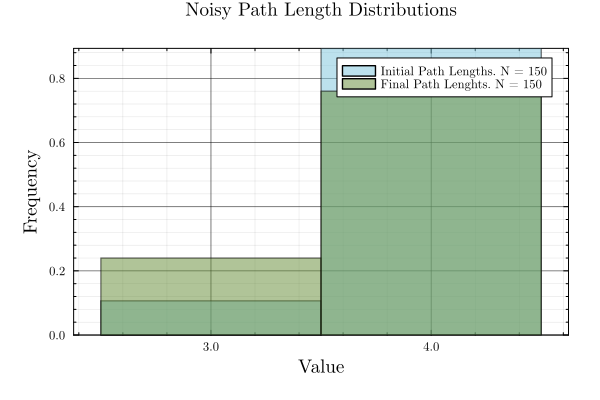 Noisy Path Length Distributions
Initial Path Lengths. N = 150
Final Path Lenghts. N = 150
Frequency
0.8
0.6
0.4
0.2
0.0
3.0 4.0
Value